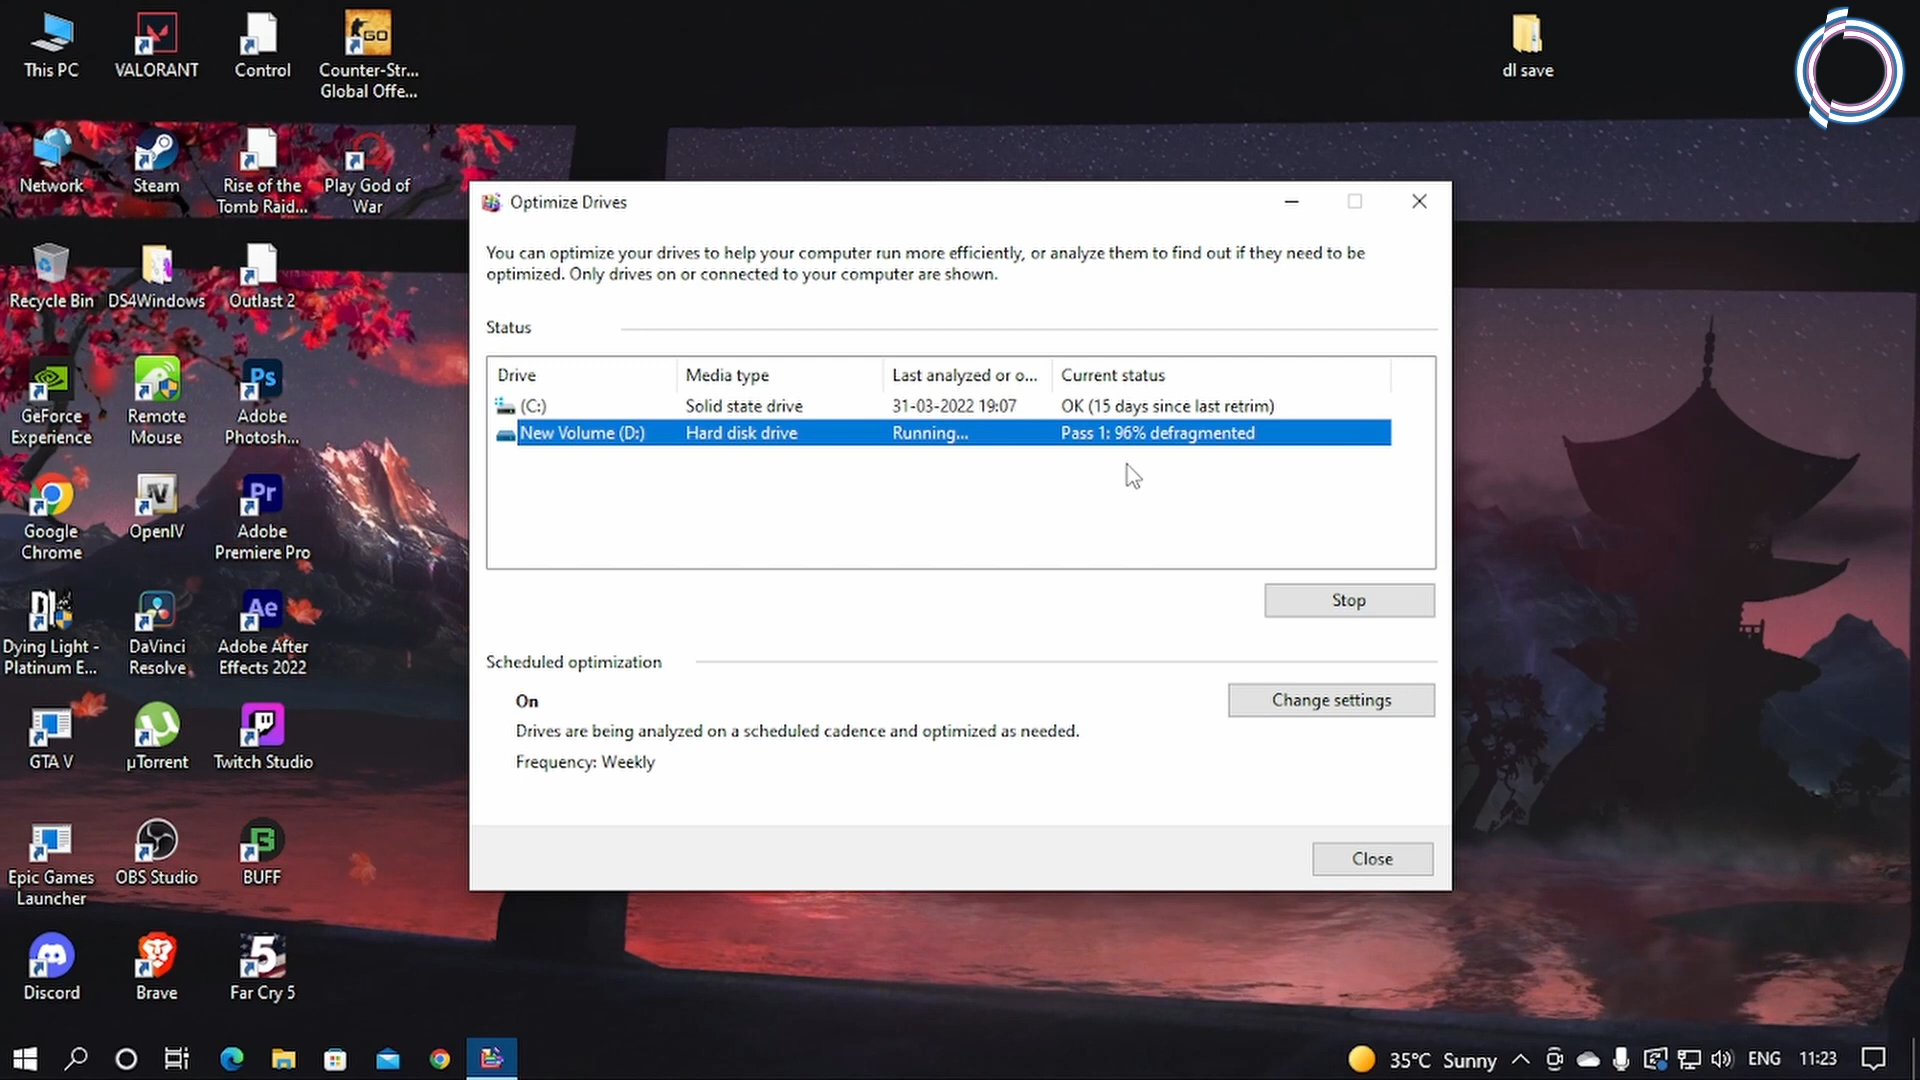 This PC
VALORANT
Control
Counter-Str...
Global Offe...
dl save
Network
Steam
Rise of the
Tomb Raid...
Play God of
War
Recycle Bin
DS4Windows
Outlast 2
GeForce
Experience
Remote
Mouse
Ps
Adobe
Photosh...
Google
Chrome
OpenIV
Pr
Adobe
Premiere Pro
Dying Light -
Platinum E...
DaVinci
Resolve
Ae
Adobe After
Effects 2022
GTA V
µTorrent
Twitch Studio
Epic Games
Launcher
OBS Studio
BUFF
Discord
Brave
5
Far Cry 5
Optimize Drives
You can optimize your drives to help your computer run more efficiently, or analyze them to find out if they need to be
optimized. Only drives on or connected to your computer are shown.
Status
Drive Media type Last analyzed or o... Current status
(C:) Solid state drive 31-03-2022 19:07 OK (15 days since last retrim)
New Volume (D:) Hard disk drive Running... Pass 1: 96% defragmented
Stop
Scheduled optimization
On
Change settings
Drives are being analyzed on a scheduled cadence and optimized as needed.
Frequency: Weekly
Close
35°C Sunny ENG 11:23